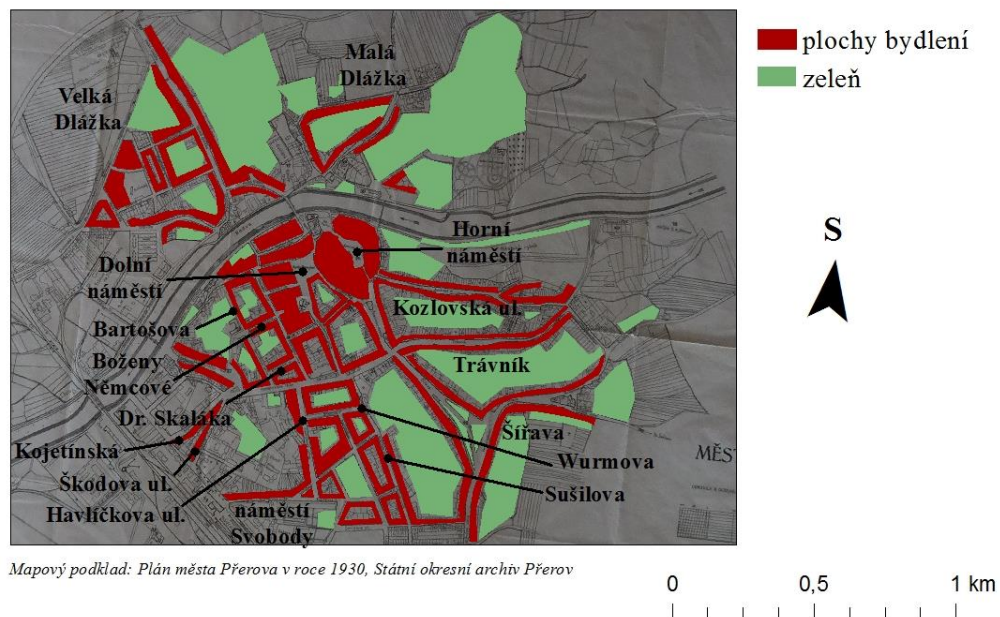 plochy bydlení
zeleň
Malá
Dlážka
Velká
Dlážka
Horní
náměstí
Dolní
náměstí
Kozlovská ul.
Bartošova
Boženy
Němcové
Trávník
Dr. Skaláka
Šířava
Kojetínská
Wurmova
Škodova ul.
Sušilova
Havlíčkova ul.
náměstí
Svobody
MĚS
S
Mapový podklad: Plán města Přerova v roce 1930, Státní okresní archiv Přerov
0 0,5 1 km